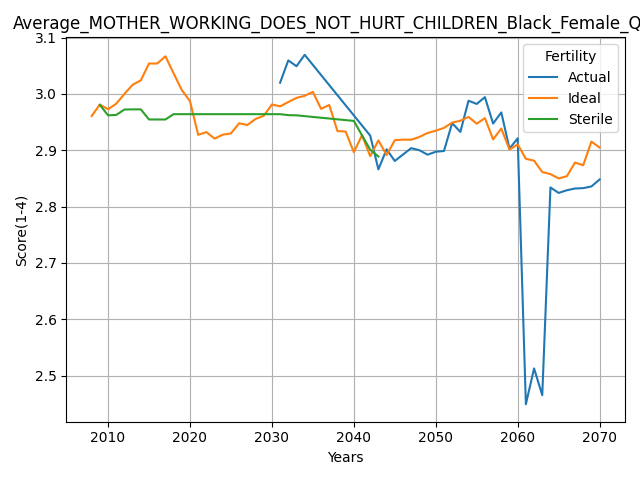 Average_MOTHER_WORKING_DOES_NOT_HURT_CHILDREN_Black_Female_Q
3.1
3.0
2.9
2.8
2.7
2.6
2.5
Score(1-4)
Fertility
Actual
Ideal
Sterile
2010 2020 2030 2040 2050 2060 2070
Years